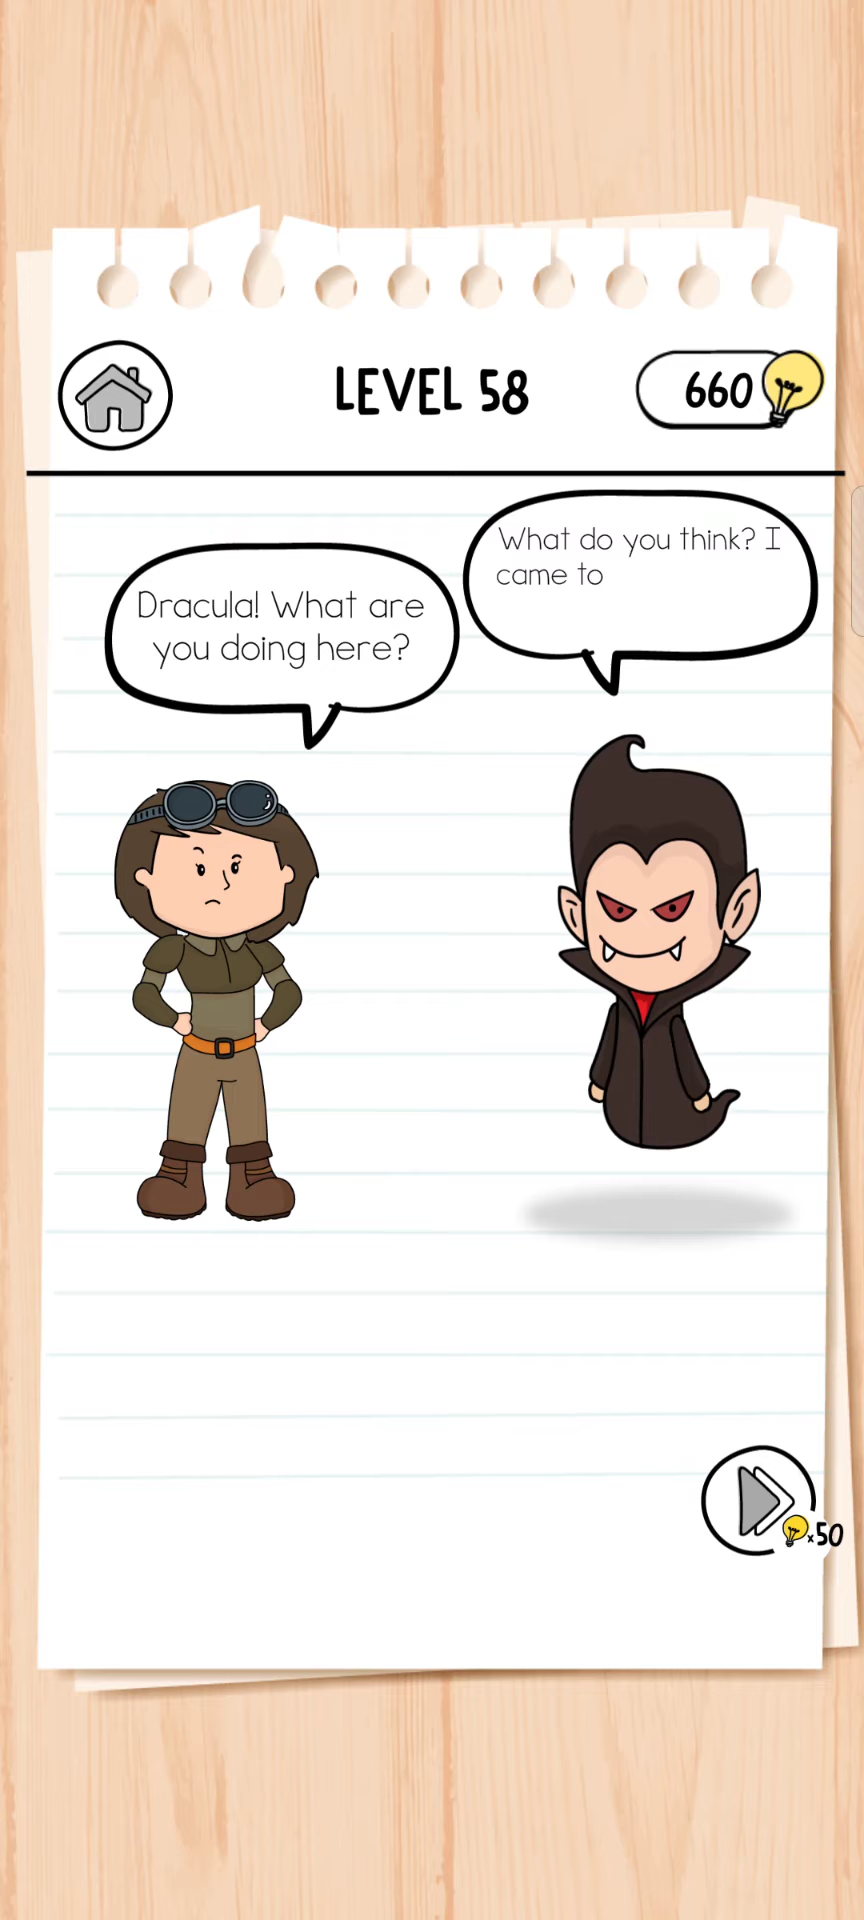 LEVEL 58
660
What do you think? I
came to
Dracula! What are
you doing here?
x50